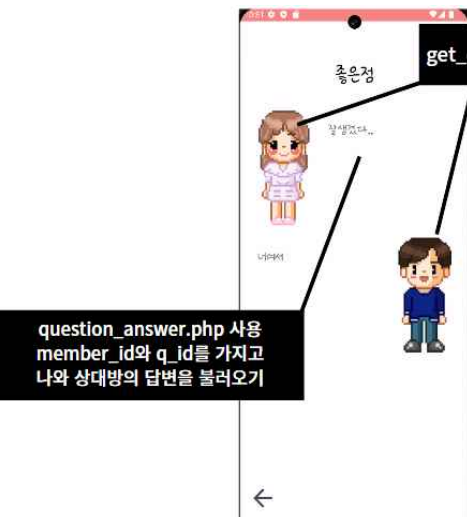 get_
좋은점
잘생겼다..
너여서
question_answer.php 사용
member_id와 q_id를 가지고
나와 상대방의 답변을 불러오기